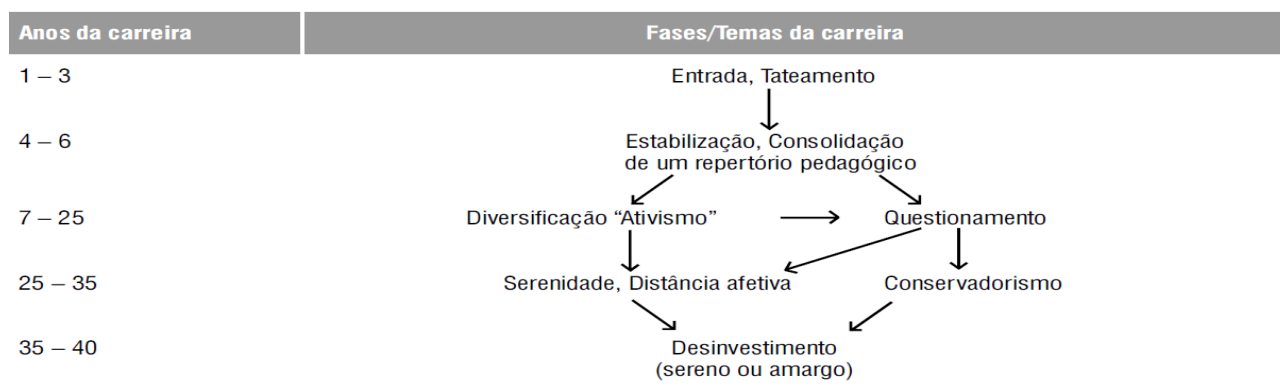 Anos da carreira Fases/Temas da carreira
1 – 3 Entrada, Tateamento
4 – 6 Estabilização, Consolidação
de um repertório pedagógico
7 – 25 Diversificação “Ativismo” Questionamento
25 – 35 Serenidade, Distância afetiva Conservadorismo
35 – 40 Desinvestimento
(sereno ou amargo)